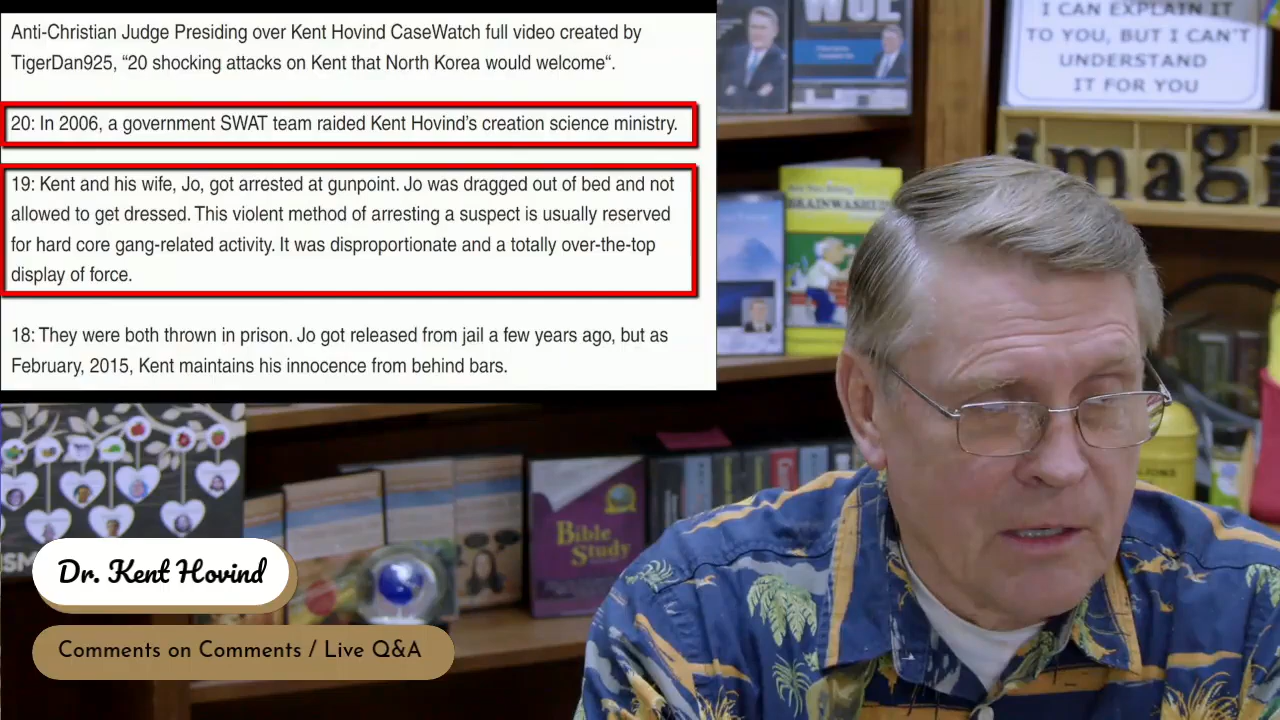 Anti-Christian Judge Presiding over Kent Hovind CaseWatch full video created by
TigerDan925, “20 shocking attacks on Kent that North Korea would welcome“.
20: In 2006, a government SWAT team raided Kent Hovind’s creation science ministry.
19: Kent and his wife, Jo, got arrested at gunpoint. Jo was dragged out of bed and not
allowed to get dressed. This violent method of arresting a suspect is usually reserved
for hard core gang-related activity. It was disproportionate and a totally over-the-top
display of force.
18: They were both thrown in prison. Jo got released from jail a few years ago, but as
February, 2015, Kent maintains his innocence from behind bars.
I CAN EXPLAIN IT
TO YOU, BUT I CAN'T
UNDERSTAND
IT FOR YOU
imagi
BRAINWASHED
Bible
Study
Dr. Kent Hovind
Comments on Comments / Live Q&A